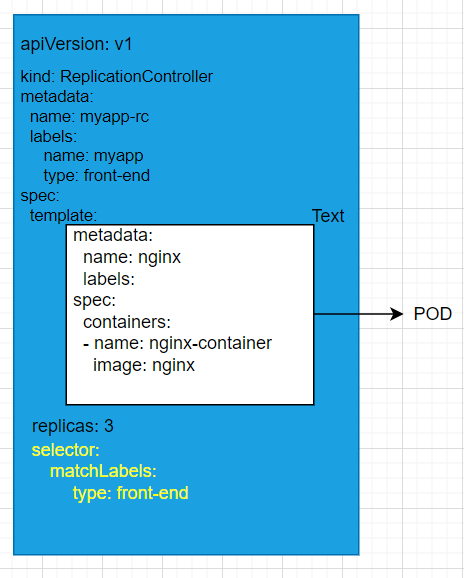 apiVersion: v1
kind: ReplicationController
metadata:
name: myapp-rc
labels:
name: myapp
type: front-end
spec:
template:
Text
metadata:
name: nginx
labels:
spec:
containers:
- name: nginx-container
image: nginx
POD
replicas: 3
selector:
matchLabels:
type: front-end